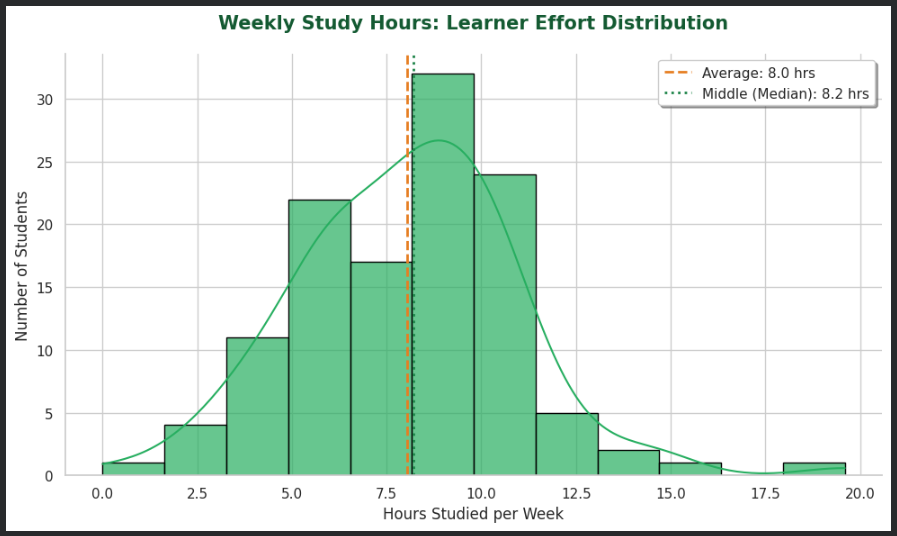 Weekly Study Hours: Learner Effort Distribution
Average: 8.0 hrs
Middle (Median): 8.2 hrs
Number of Students
30
25
20
15
10
5
0
0.0 2.5 5.0 7.5 10.0 12.5 15.0 17.5 20.0
Hours Studied per Week